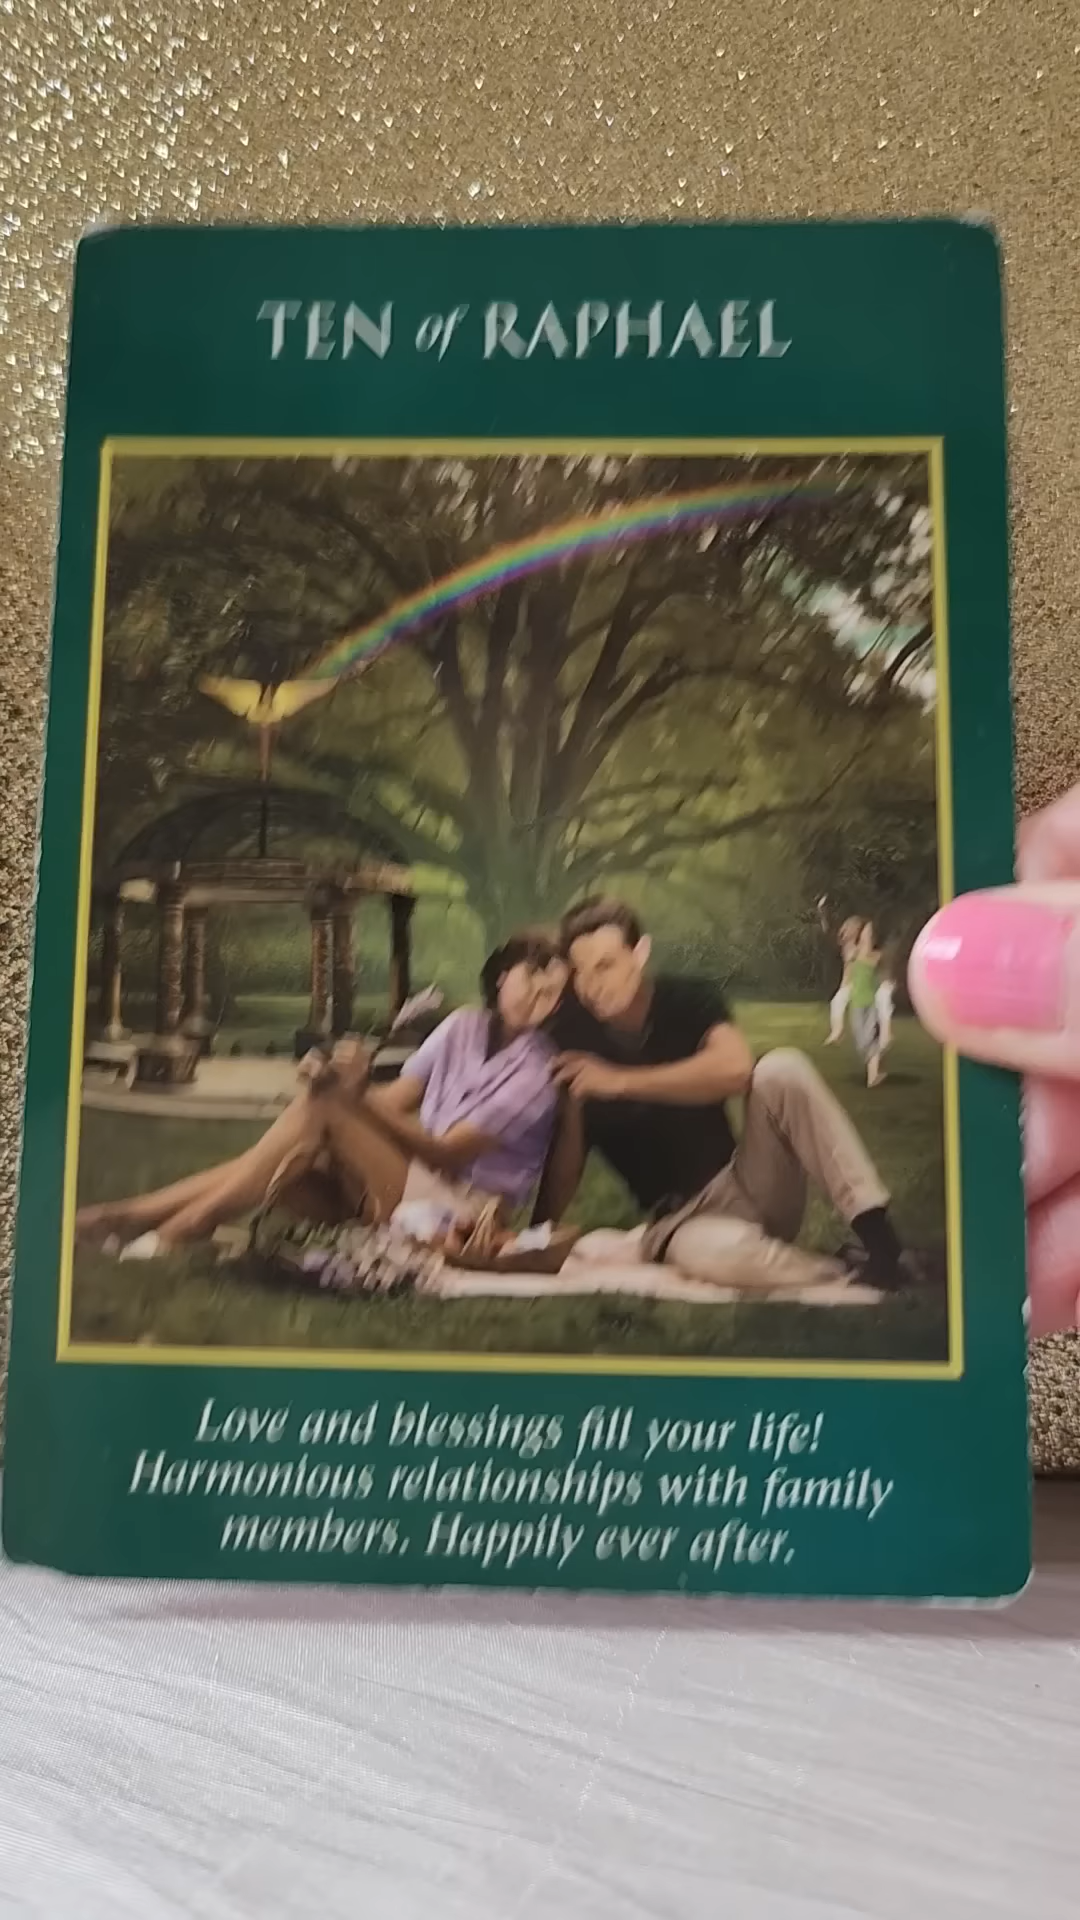 TEN of RAPHAEL
Love and blessings fill your life!
Harmonious relationships with family
members. Happily ever after.